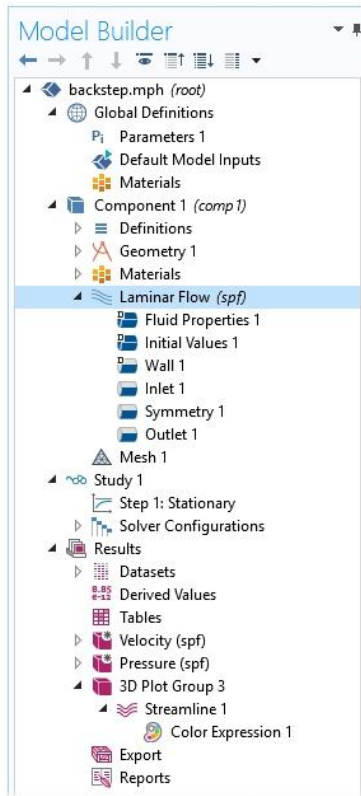 Model Builder
backstep.mph (root)
Global Definitions
Pi Parameters 1
Default Model Inputs
Materials
Component 1 (comp1)
Definitions
Geometry 1
Materials
Laminar Flow (spf)
Fluid Properties 1
Initial Values 1
Wall 1
Inlet 1
Symmetry 1
Outlet 1
Mesh 1
Study 1
Step 1: Stationary
Solver Configurations
Results
Datasets
8.85
e-12
Derived Values
Tables
Velocity (spf)
Pressure (spf)
3D Plot Group 3
Streamline 1
Color Expression 1
Export
Reports